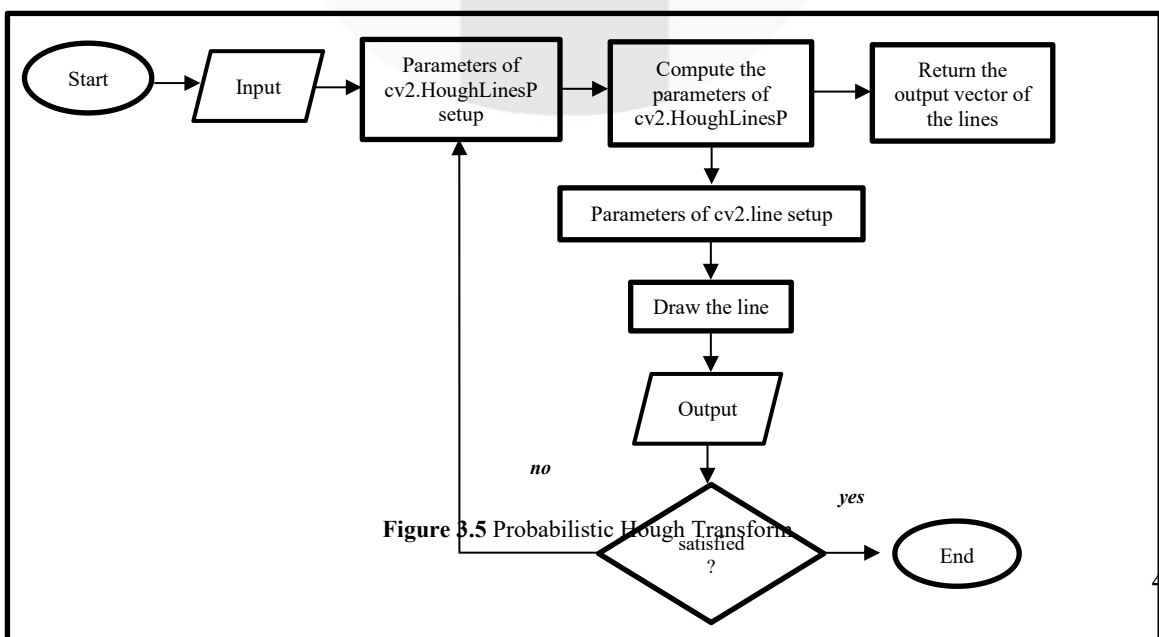 Start
Input
Parameters of
cv2.HoughLinesP
setup
Compute the
parameters of
cv2.HoughLinesP
Return the
output vector of
the lines
Parameters of cv2.line setup
Draw the line
Output
no
yes
Figure 3.5 Probabilistic Hough Transform
satisfied
?
End